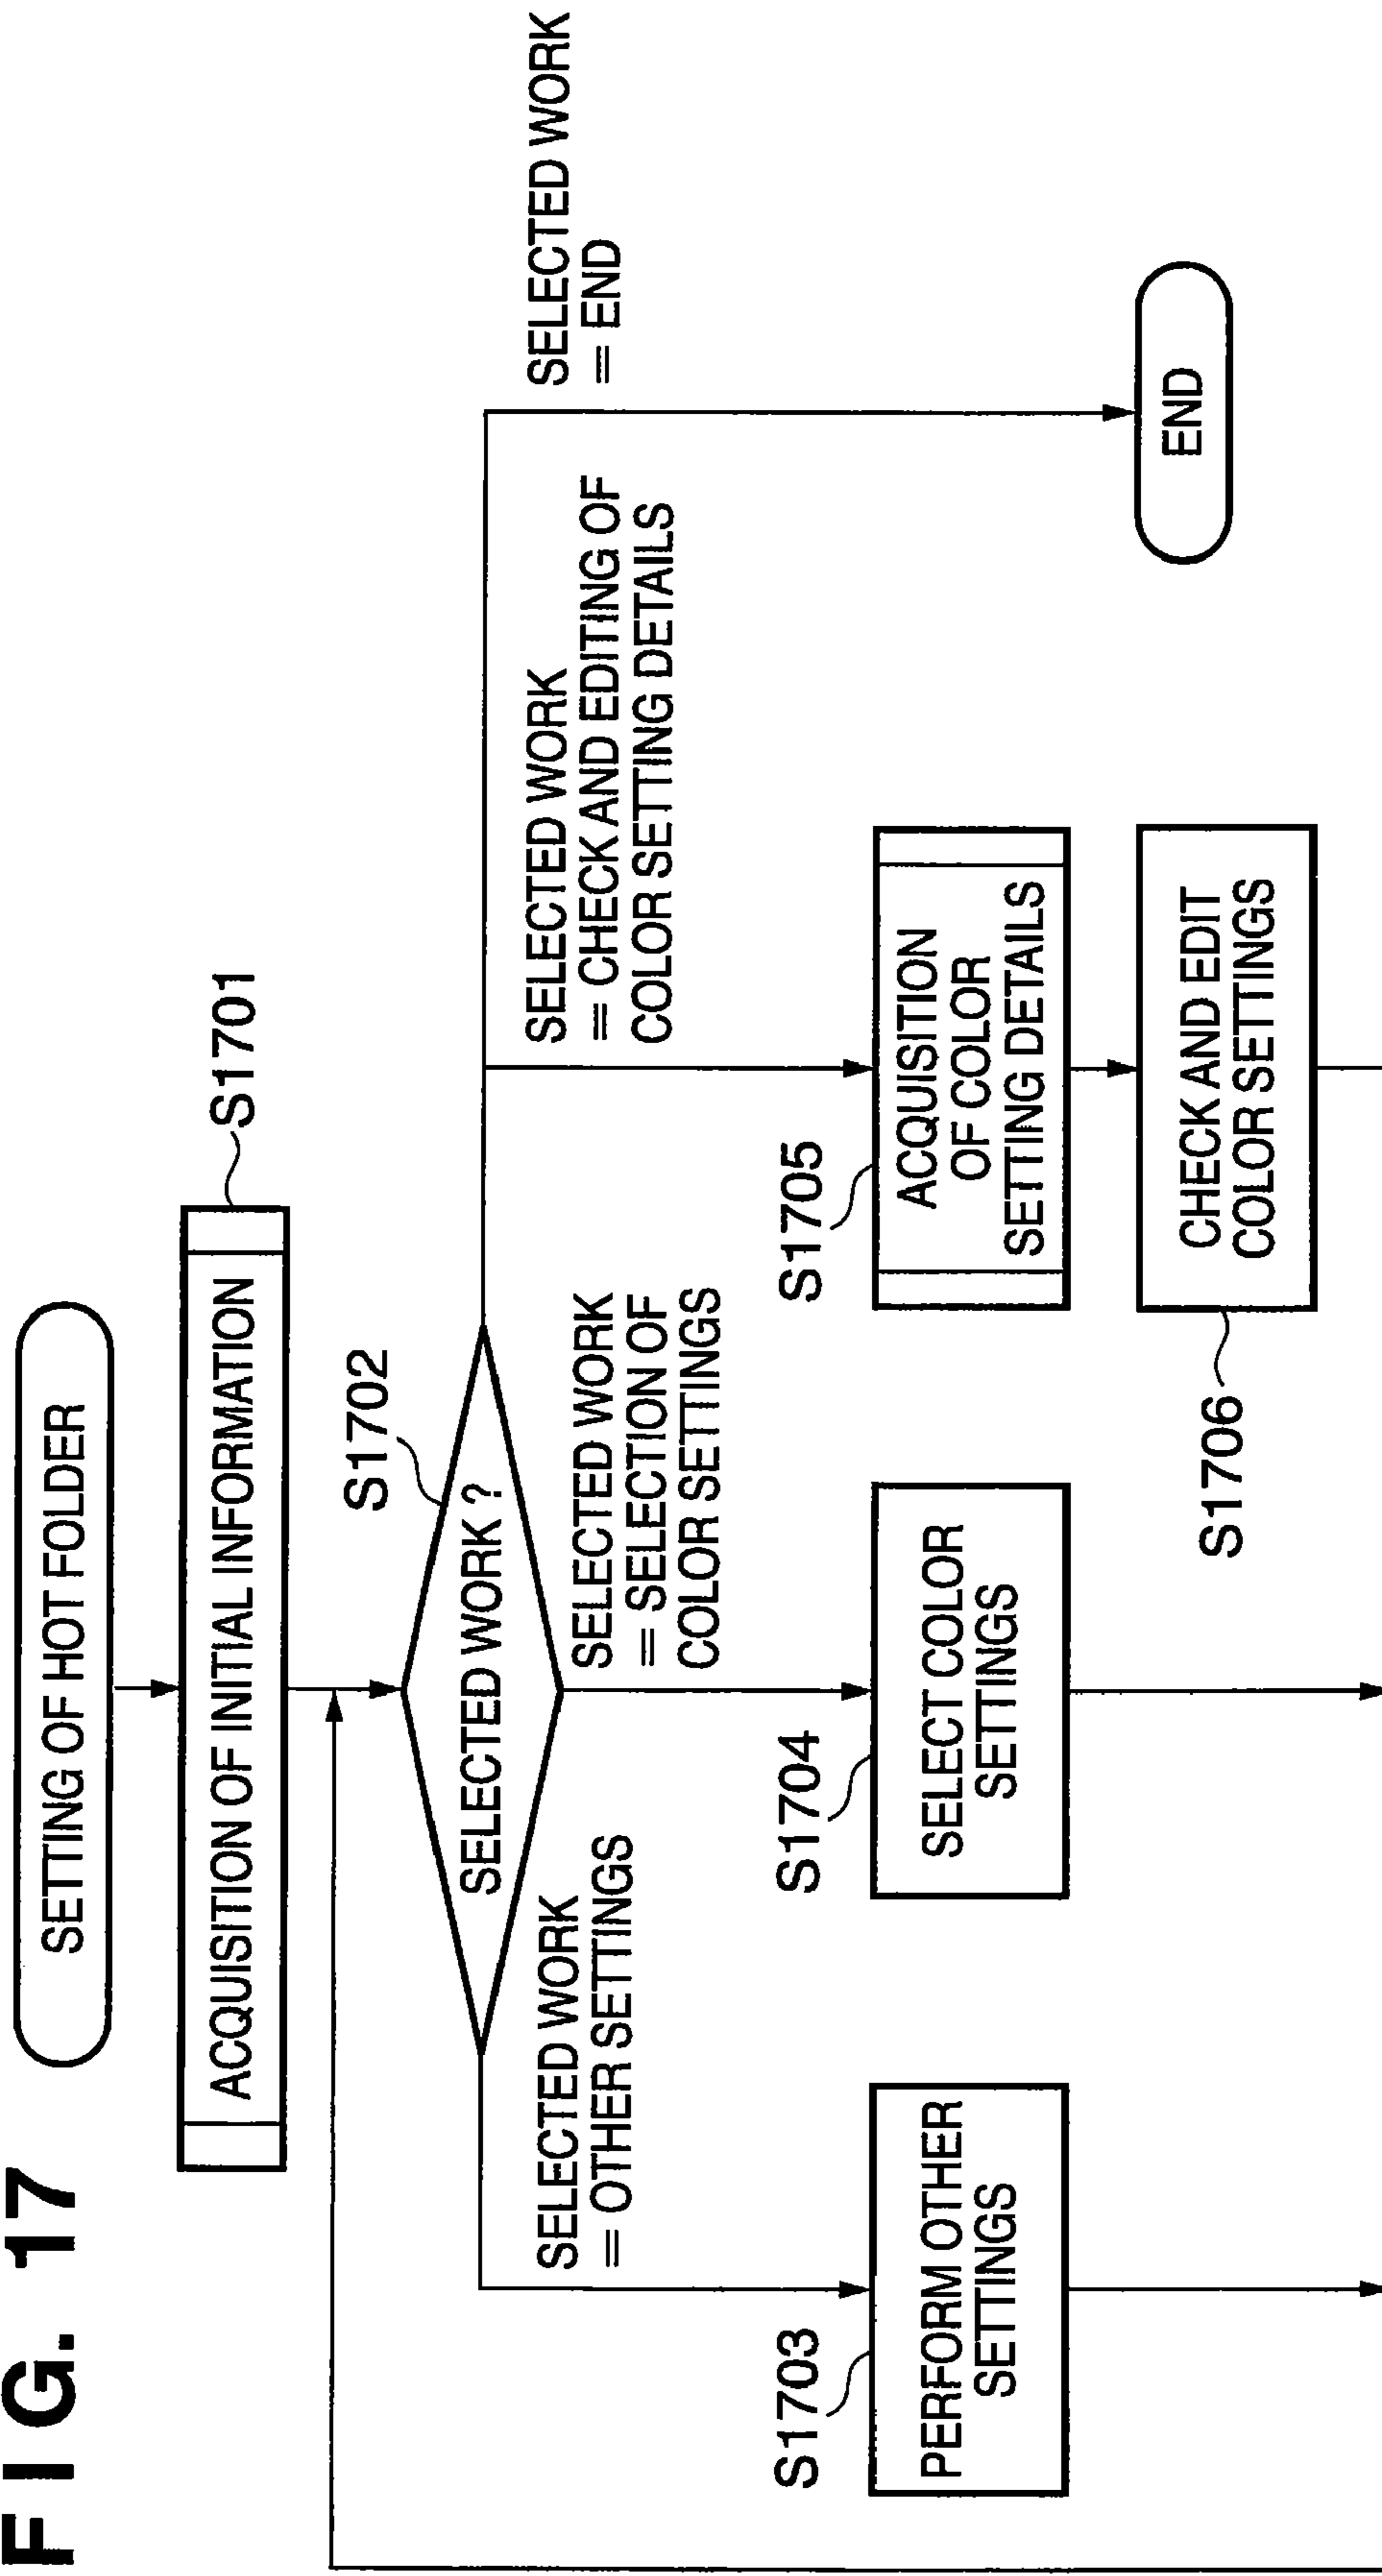 FIG. 17
SETTING OF HOT FOLDER
ACQUISITION OF INITIAL INFORMATION
S1701
SELECTED WORK ?
S1702
SELECTED WORK
= OTHER SETTINGS
SELECTED WORK
= SELECTION OF
COLOR SETTINGS
SELECTED WORK
= CHECK AND EDITING OF
COLOR SETTING DETAILS
SELECTED WORK
= END
S1703
PERFORM OTHER
SETTINGS
S1704
SELECT COLOR
SETTINGS
S1705
ACQUISITION
OF COLOR
SETTING DETAILS
S1706
CHECK AND EDIT
COLOR SETTINGS
END